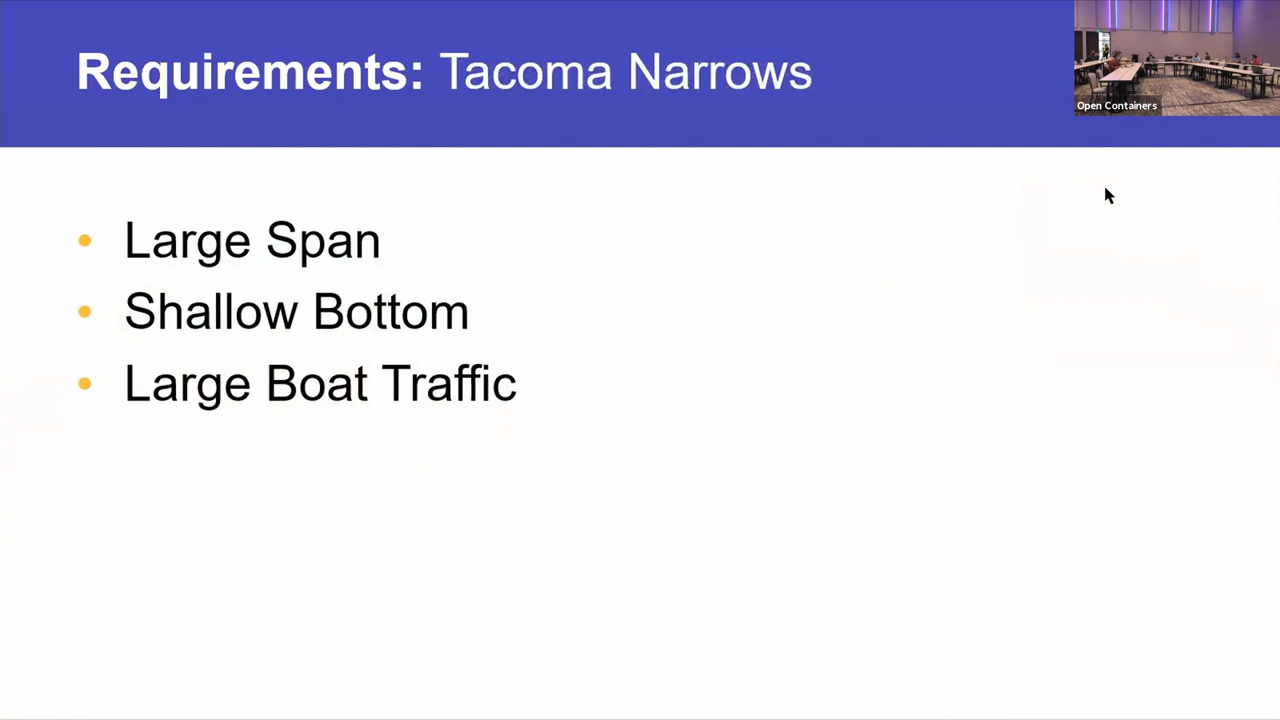 Requirements: Tacoma Narrows
Open Containers
• Large Span
• Shallow Bottom
• Large Boat Traffic